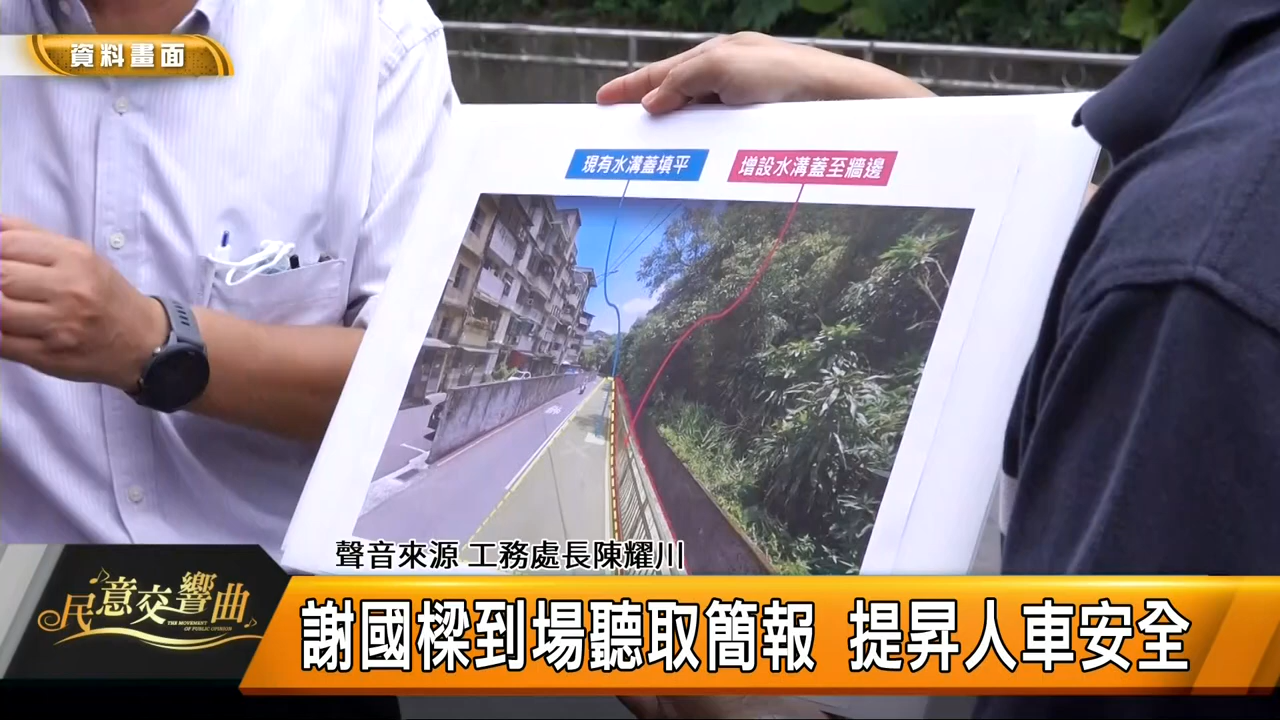 資料畫面
現有水溝蓋填平
增設水溝蓋至牆邊
聲音來源 工務處長陳耀川
民意交響曲
THE MOVEMENT
OF PUBLIC OPINION
謝國樑到場聽取簡報 提昇人車安全